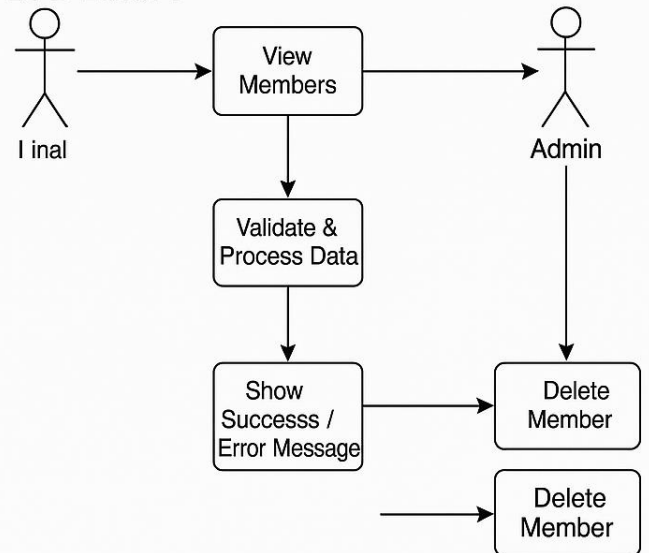 View
Members
I inal
Admin
Validate &
Process Data
Show
Successs /
Error Message
Delete
Member
Delete
Member